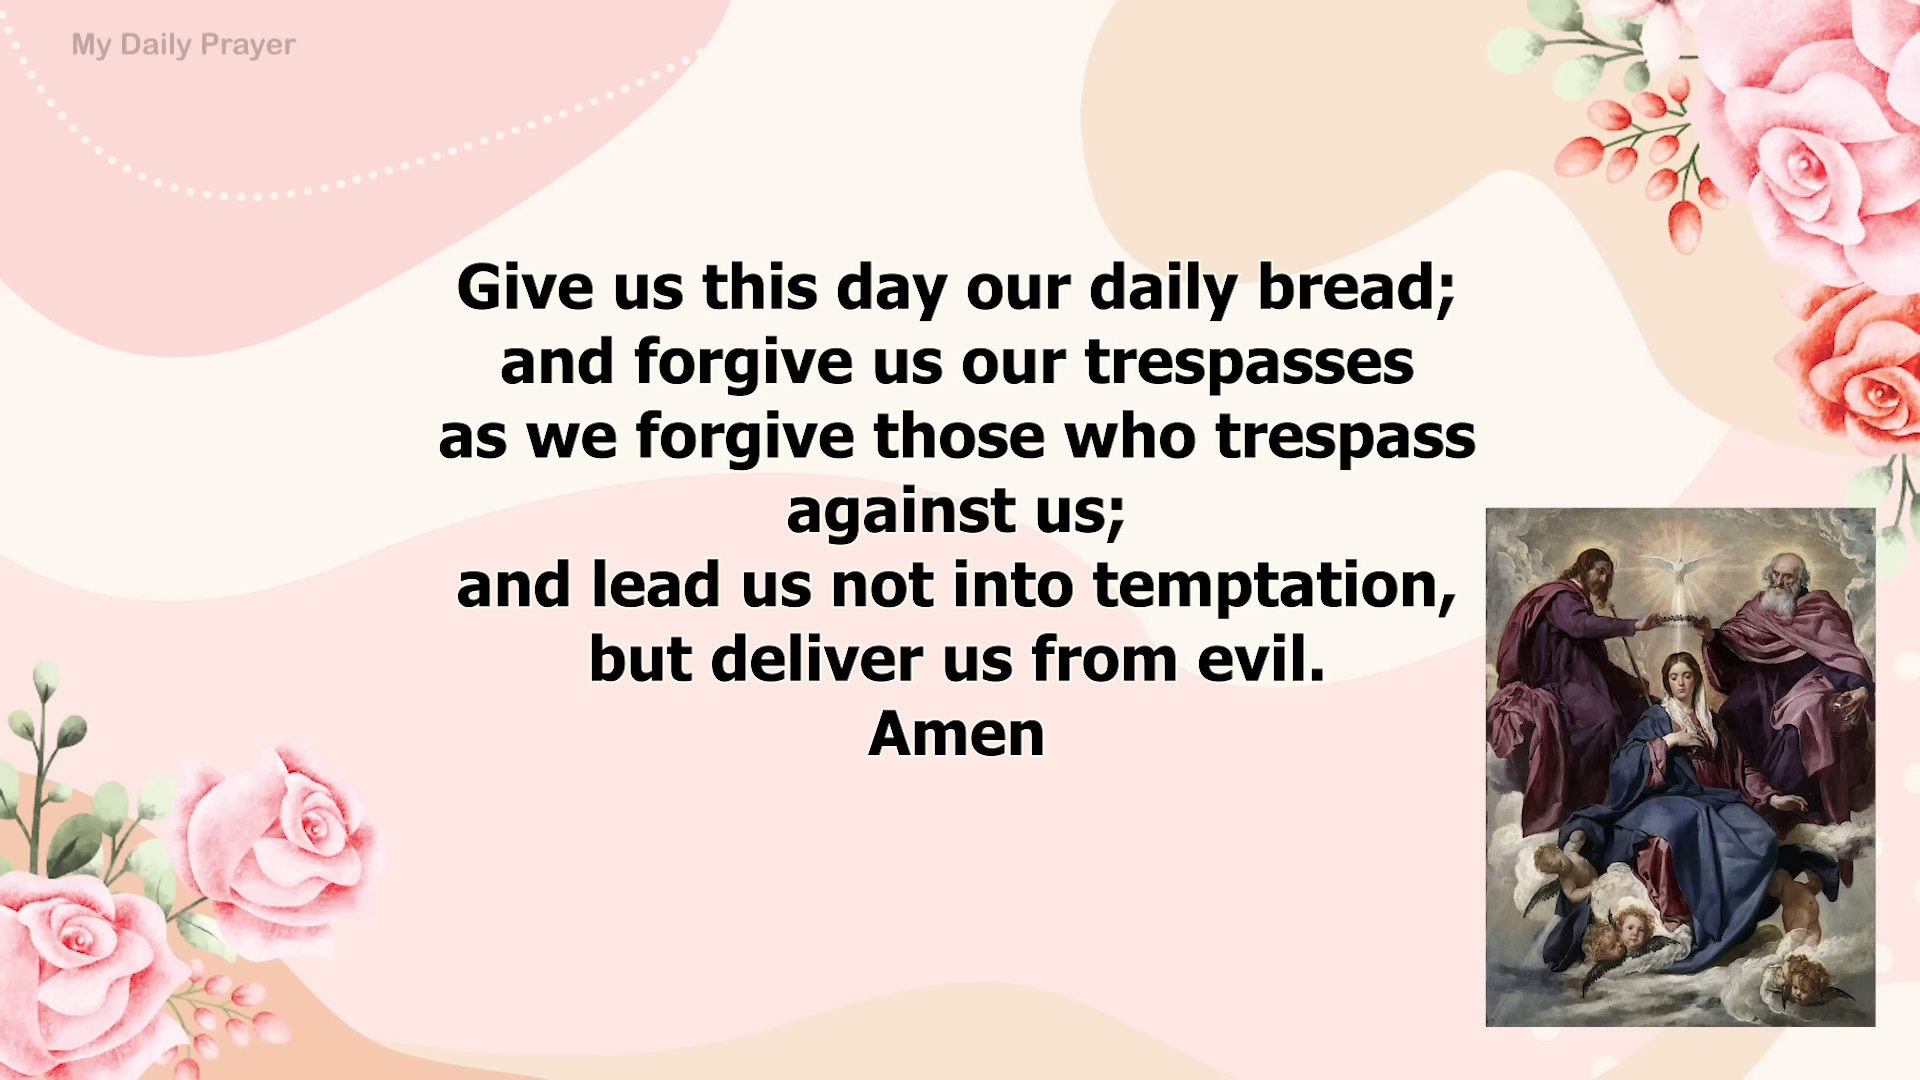 My Daily Prayer
Give us this day our daily bread;
and forgive us our trespasses
as we forgive those who trespass
against us;
and lead us not into temptation,
but deliver us from evil.
Amen